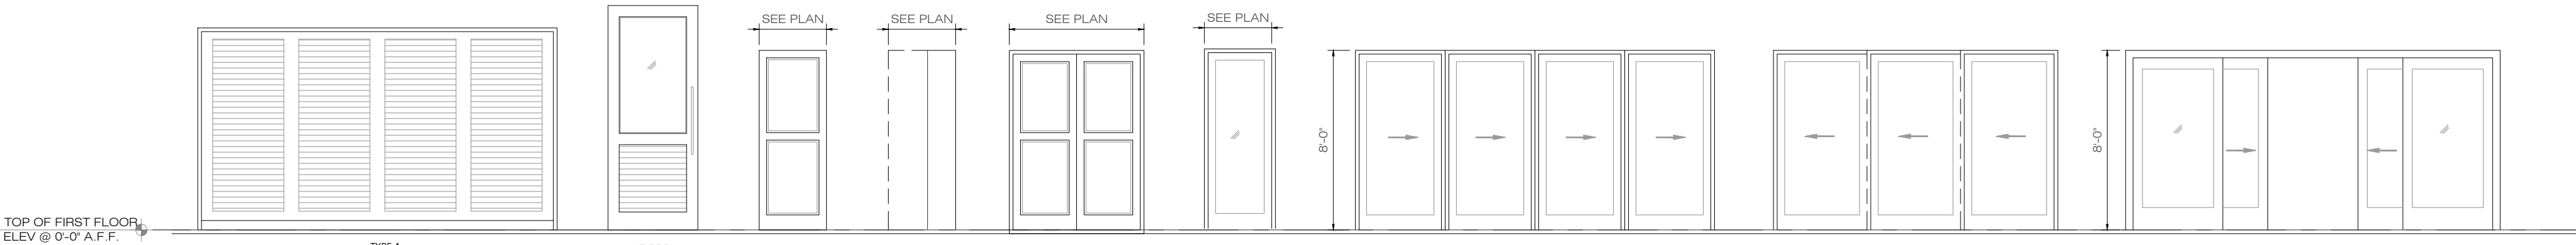 SEE PLAN
SEE PLAN
SEE PLAN
SEE PLAN
8'-0"
8'-0"
TOP OF FIRST FLOOR
ELEV @ 0'-0" A.F.F.
TYPE A